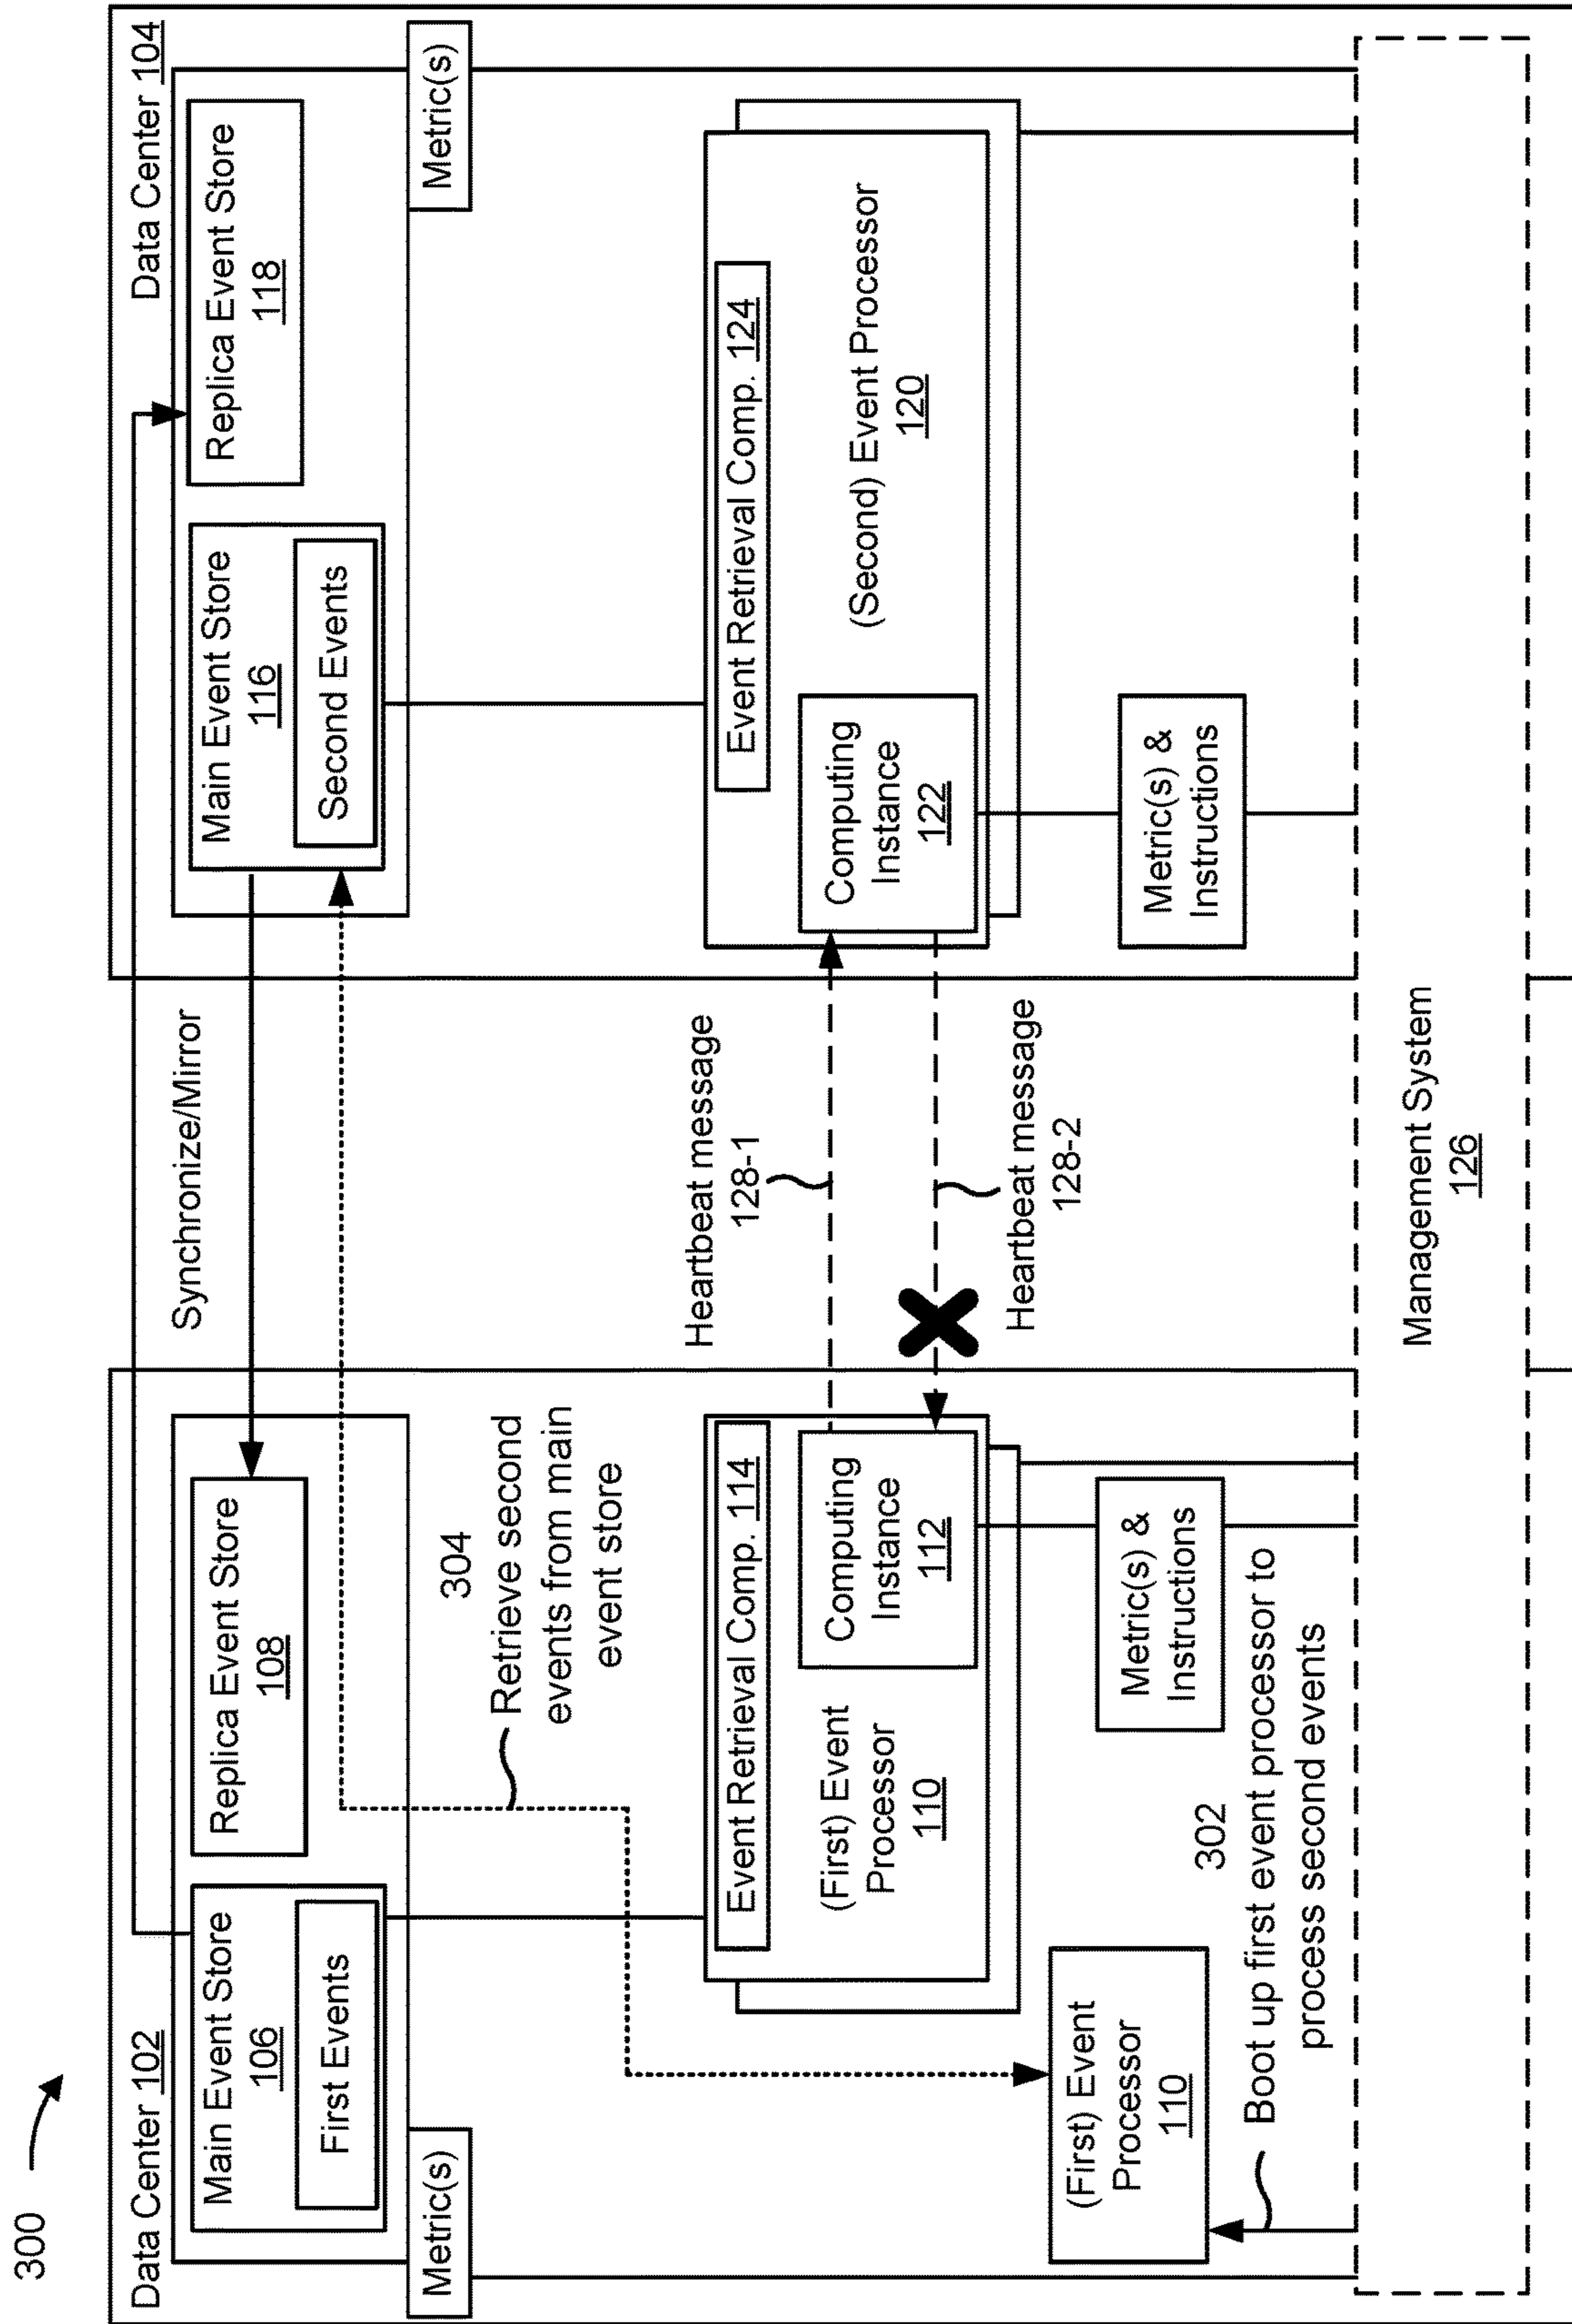 300
Data Center 102
Main Event Store
106
First Events
Replica Event Store
108
Metric(s)
Synchronize/Mirror
Data Center 104
Main Event Store
116
Second Events
Replica Event Store
118
Metric(s)
304
Retrieve second
events from main
event store
Event Retrieval Comp. 114
(First) Event
Processor
110
Computing
Instance
112
Heartbeat message
128-1
Heartbeat message
128-2
Event Retrieval Comp. 124
Computing
Instance
122
(Second) Event Processor
120
(First) Event
Processor
110
302
Boot up first event processor to
process second events
Metric(s) &
Instructions
Metric(s) &
Instructions
Management System
126